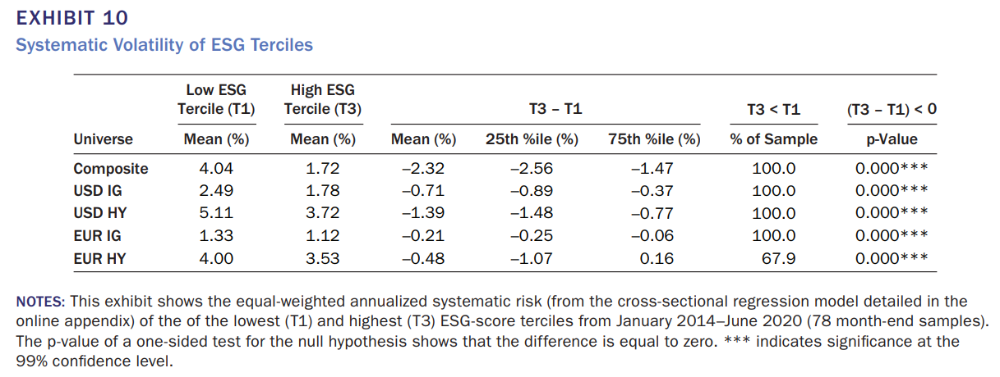 EXHIBIT 10
Systematic Volatility of ESG Terciles
Low ESG Tercile (T1) High ESG Tercile (T3) T3 – T1 T3 < T1 (T3 – T1) < 0
Universe Mean (%) Mean (%) Mean (%) 25th %ile (%) 75th %ile (%) % of Sample p-Value
Composite 4.04 1.72 –2.32 –2.56 –1.47 100.0 0.000***
USD IG 2.49 1.78 –0.71 –0.89 –0.37 100.0 0.000***
USD HY 5.11 3.72 –1.39 –1.48 –0.77 100.0 0.000***
EUR IG 1.33 1.12 –0.21 –0.25 –0.06 100.0 0.000***
EUR HY 4.00 3.53 –0.48 –1.07 0.16 67.9 0.000***
NOTES: This exhibit shows the equal-weighted annualized systematic risk (from the cross-sectional regression model detailed in the
online appendix) of the of the lowest (T1) and highest (T3) ESG-score terciles from January 2014–June 2020 (78 month-end samples).
The p-value of a one-sided test for the null hypothesis shows that the difference is equal to zero. *** indicates significance at the
99% confidence level.